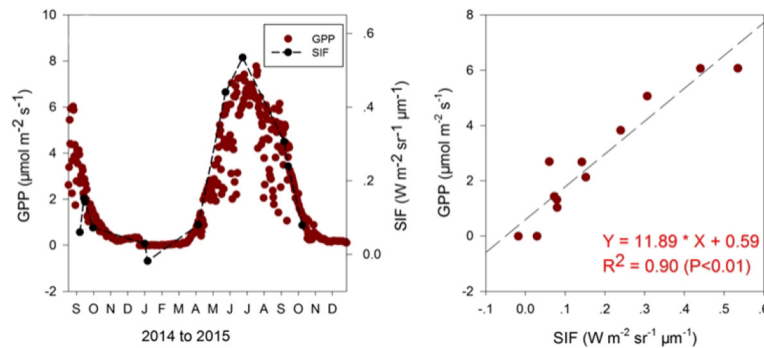 GPP
SIF
GPP (μmol m⁻² s⁻¹)
10
8
6
4
2
0
-2
.6
.4
.2
0.0
SIF (W m⁻² sr⁻¹ μm⁻¹)
S O N D J F M A M J J A S O N D
2014 to 2015
GPP (μmol m⁻² s⁻¹)
8
6
4
2
0
-2
Y = 11.89 * X + 0.59
R² = 0.90 (P<0.01)
-.1 0.0 .1 .2 .3 .4 .5 .6
SIF (W m⁻² sr⁻¹ μm⁻¹)